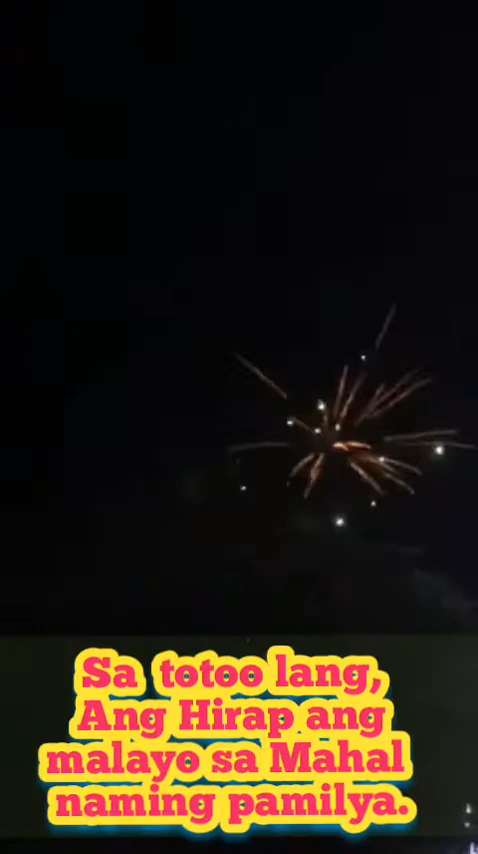 Sa totoo lang,
Ang Hirap ang
malayo sa Mahal
naming pamilya.